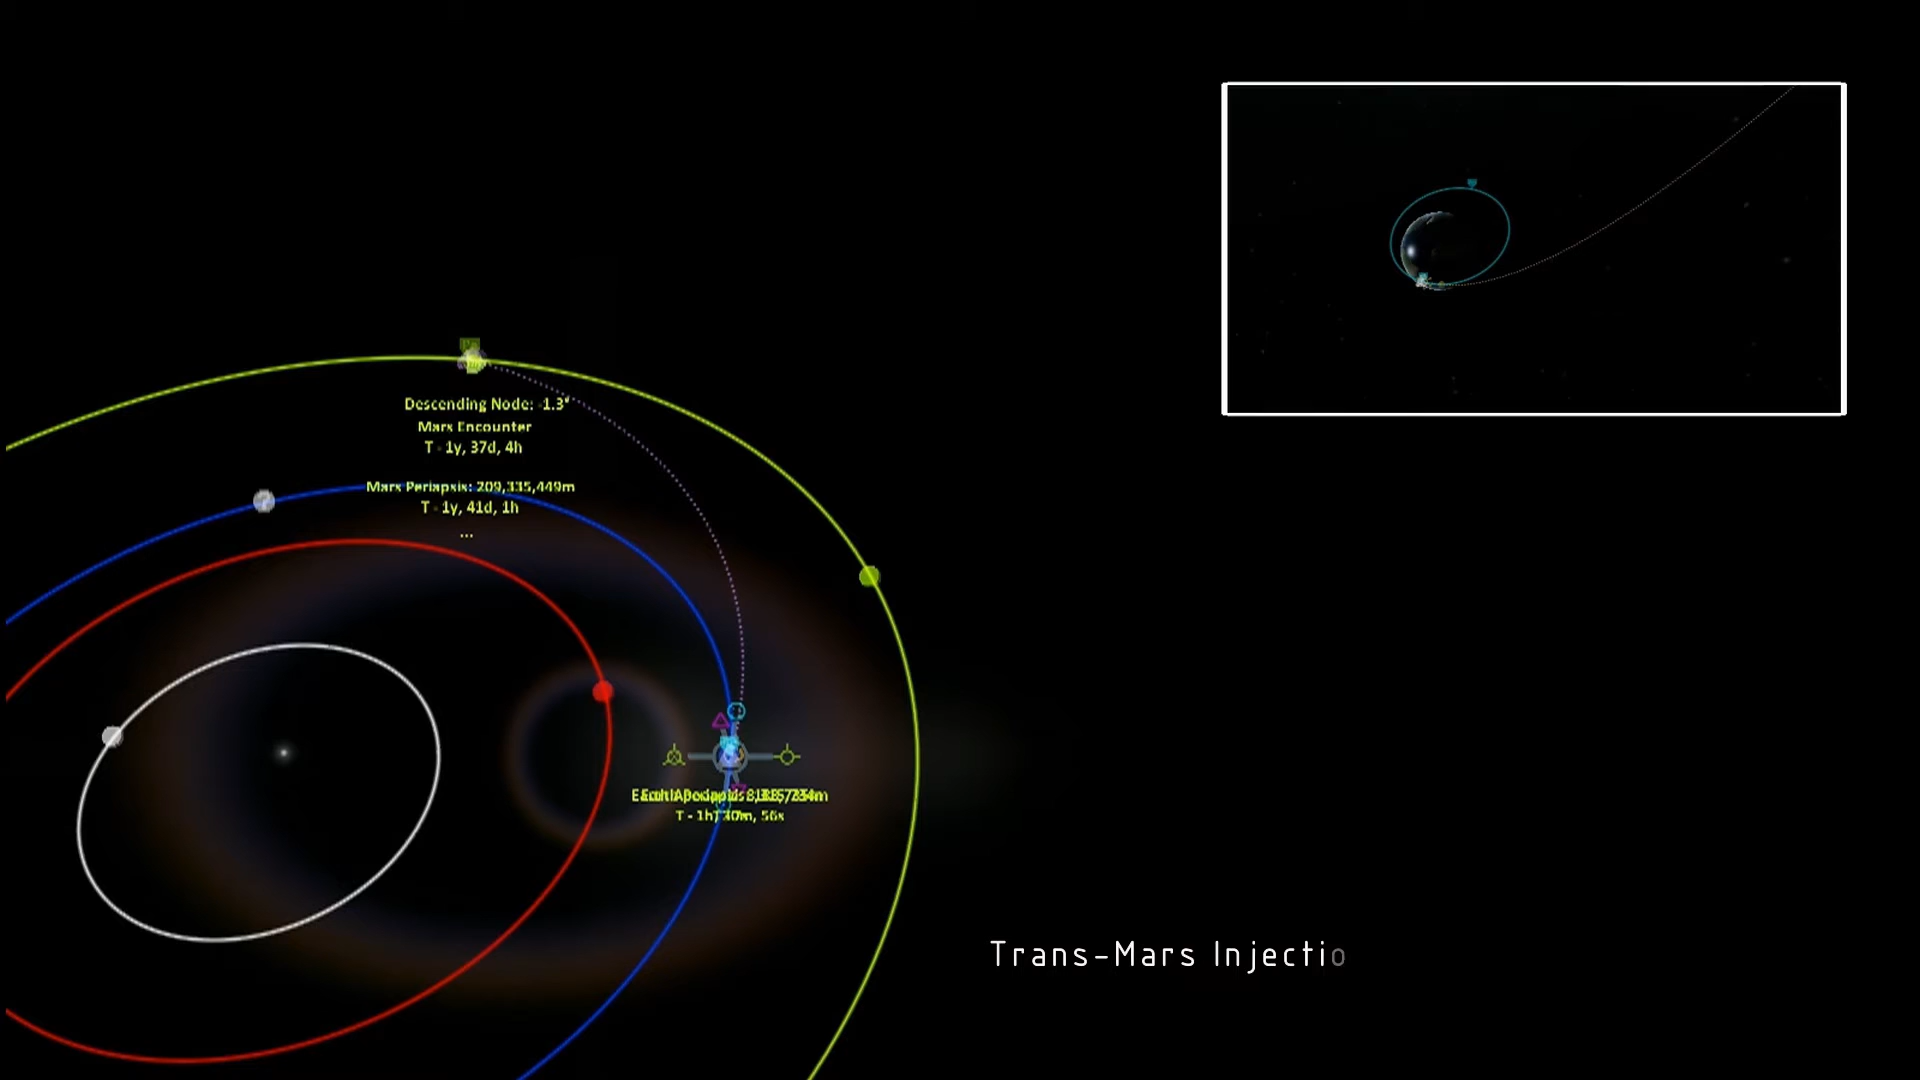 Descending Node: -1.3°
Mars Encounter
T - 1y, 37d, 4h
Mars Periapsis: 209,335,449m
T - 1y, 41d, 1h
...
T - 1h,
Trans-Mars Injectio